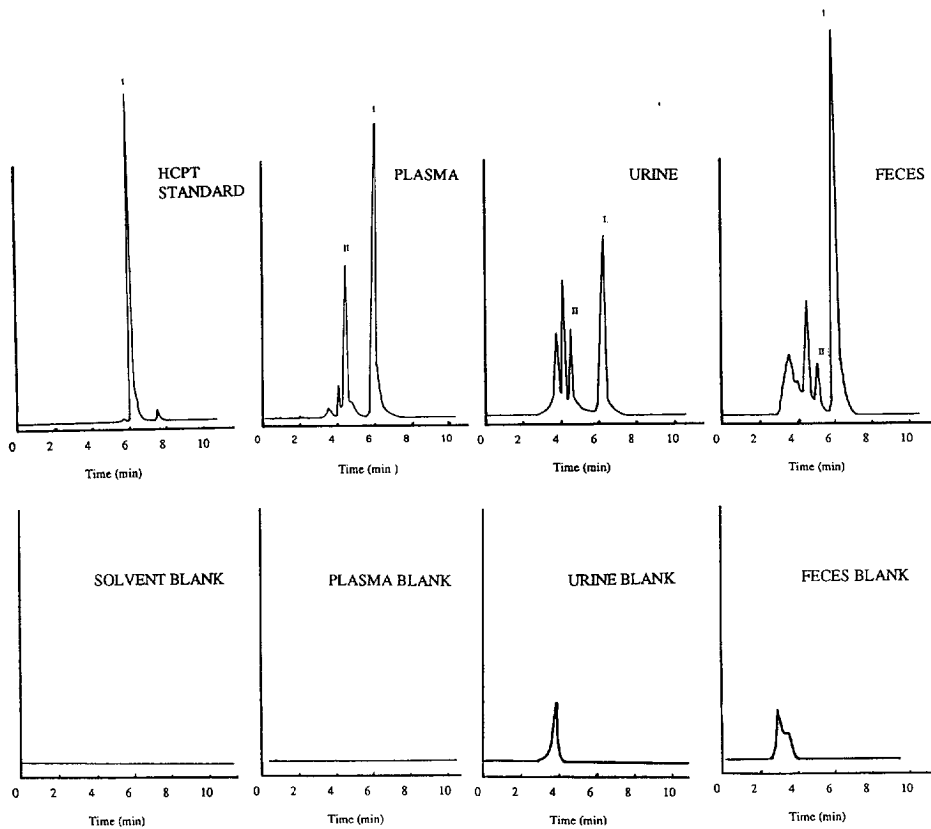 I
I
I
I
HCPT
STANDARD
PLASMA
URINE
FECES
II
II
II
0 2 4 6 8 10
0 2 4 6 8 10
0 2 4 6 8 10
0 2 4 6 8 10
Time (min)
Time (min )
Time (min)
Time (min)
SOLVENT BLANK
PLASMA BLANK
URINE BLANK
FECES BLANK
0 2 4 6 8 10
0 2 4 6 8 10
0 2 4 6 8 10
0 2 4 6 8 10
Time (min)
Time (min)
Time (min)
Time (min)